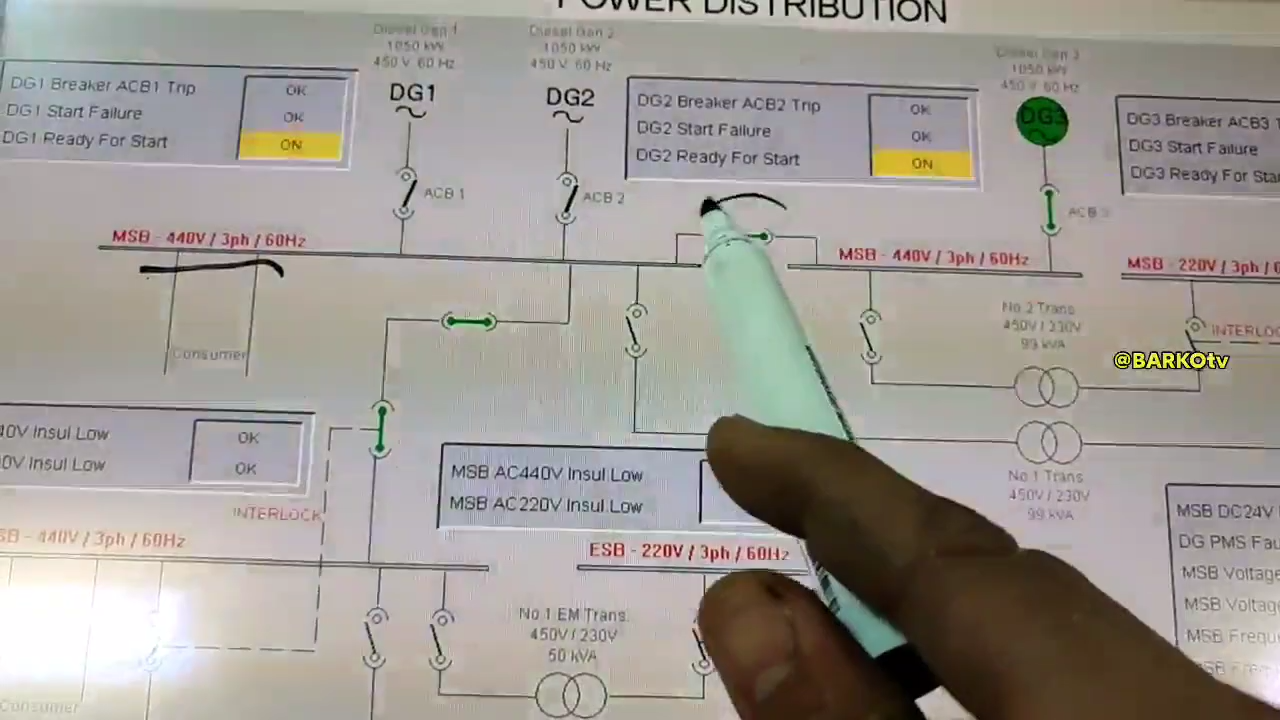 POWER DISTRIBUTION
Diesel Gen 1
1050 kW
450 V 60 Hz
DG1
Diesel Gen 2
1050 kW
450 V 60 Hz
DG2
Diesel Gen 3
1050 kW
450 V 60 Hz
DG3
DG1 Breaker ACB1 Trip OK
DG1 Start Failure OK
DG1 Ready For Start ON
DG2 Breaker ACB2 Trip OK
DG2 Start Failure OK
DG2 Ready For Start ON
DG3 Breaker ACB3
DG3 Start Failure
DG3 Ready For
ACB 1
ACB 2
ACB
MSB - 440V / 3ph / 60Hz
MSB - 440V / 3ph / 60Hz
MSB - 220V / 3ph /
Consumer
No 2 Trans
450V / 230V
99 kVA
INTERLOC
@BARKOtv
40V Insul Low OK
0V Insul Low OK
INTERLOCK
MSB AC440V Insul Low
MSB AC220V Insul Low
No 1 Trans
450V / 230V
99 kVA
MSB DC24V
DG PMS Fau
MSB Voltage
MSB Voltag
MSB Frequ
SB - 440V / 3ph / 60Hz
ESB - 220V / 3ph / 60Hz
No 1 EM Trans.
450V / 230V
50 kVA
Consumer